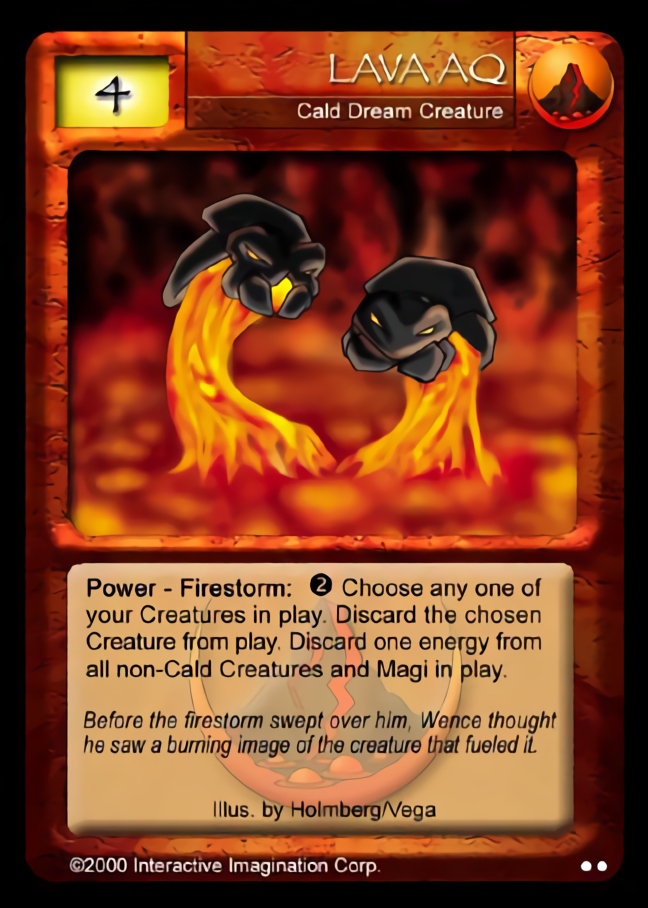 4
LAVA AQ
Cald Dream Creature
Power - Firestorm: ❷ Choose any one of
your Creatures in play. Discard the chosen
Creature from play. Discard one energy from
all non-Cald Creatures and Magi in play.
Before the firestorm swept over him, Wence thought
he saw a burning image of the creature that fueled it.
Illus. by Holmberg/Vega
©2000 Interactive Imagination Corp.